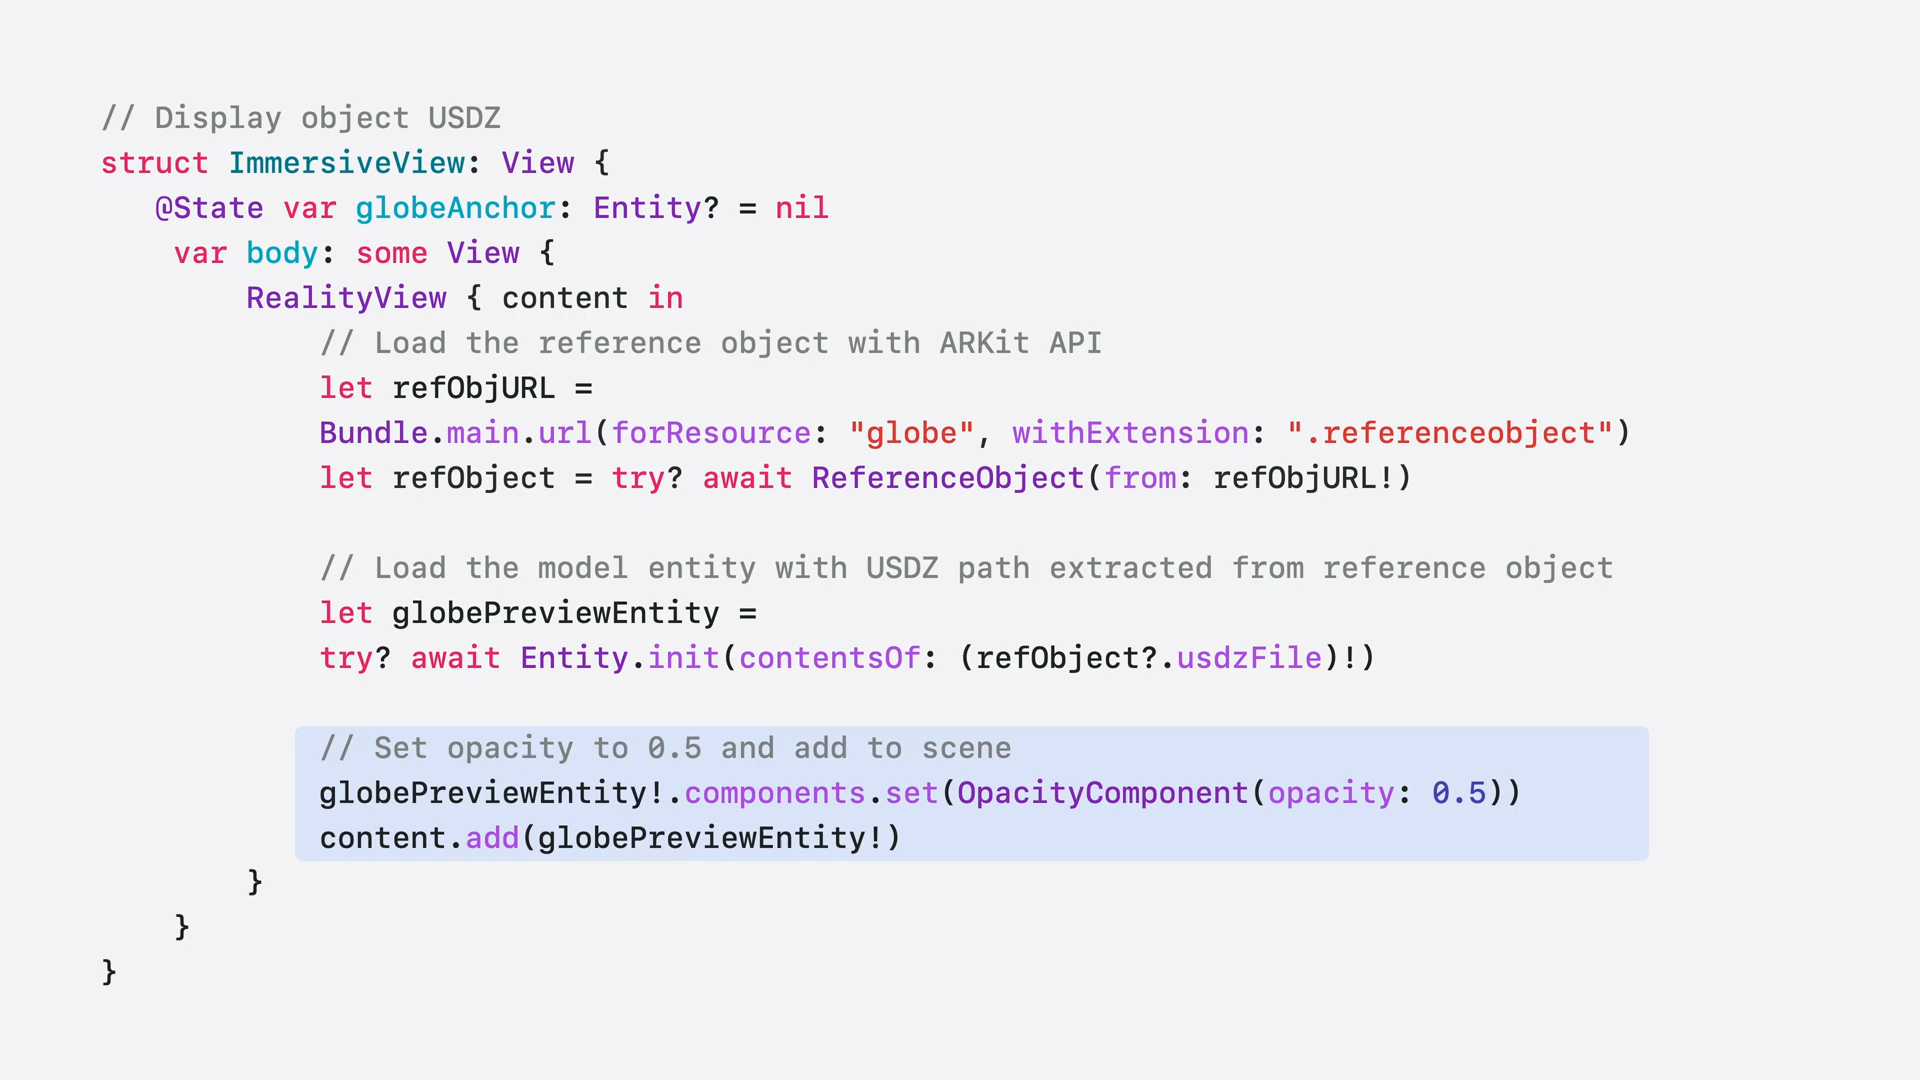 // Display object USDZ
struct ImmersiveView: View {
@State var globeAnchor: Entity? = nil
var body: some View {
RealityView { content in
// Load the reference object with ARKit API
let refObjURL =
Bundle.main.url(forResource: "globe", withExtension: ".referenceobject")
let refObject = try? await ReferenceObject(from: refObjURL!)
// Load the model entity with USDZ path extracted from reference object
let globePreviewEntity =
try? await Entity.init(contentsOf: (refObject?.usdzFile)!)
// Set opacity to 0.5 and add to scene
globePreviewEntity!.components.set(OpacityComponent(opacity: 0.5))
content.add(globePreviewEntity!)
}
}
}